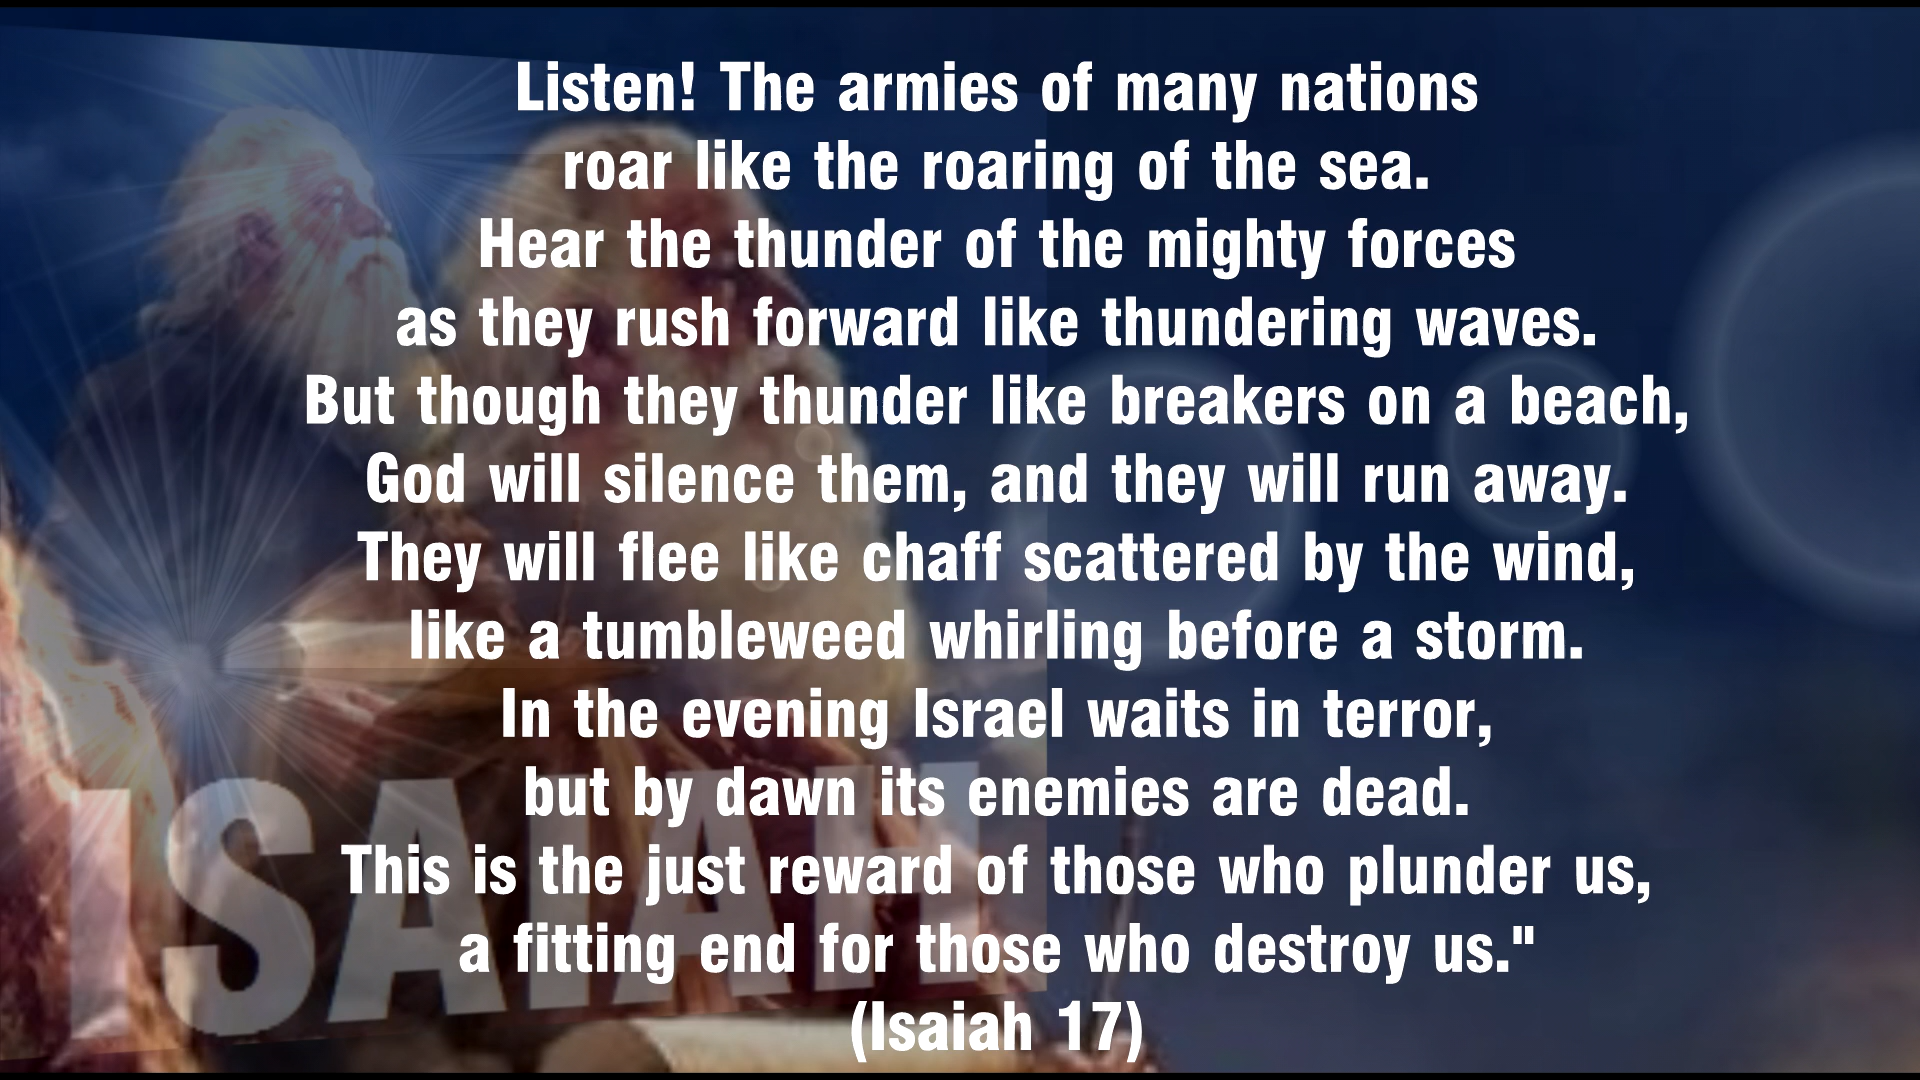 Listen! The armies of many nations
roar like the roaring of the sea.
Hear the thunder of the mighty forces
as they rush forward like thundering waves.
But though they thunder like breakers on a beach,
God will silence them, and they will run away.
They will flee like chaff scattered by the wind,
like a tumbleweed whirling before a storm.
In the evening Israel waits in terror,
but by dawn its enemies are dead.
This is the just reward of those who plunder us,
a fitting end for those who destroy us."
(Isaiah 17)
ISAIAH